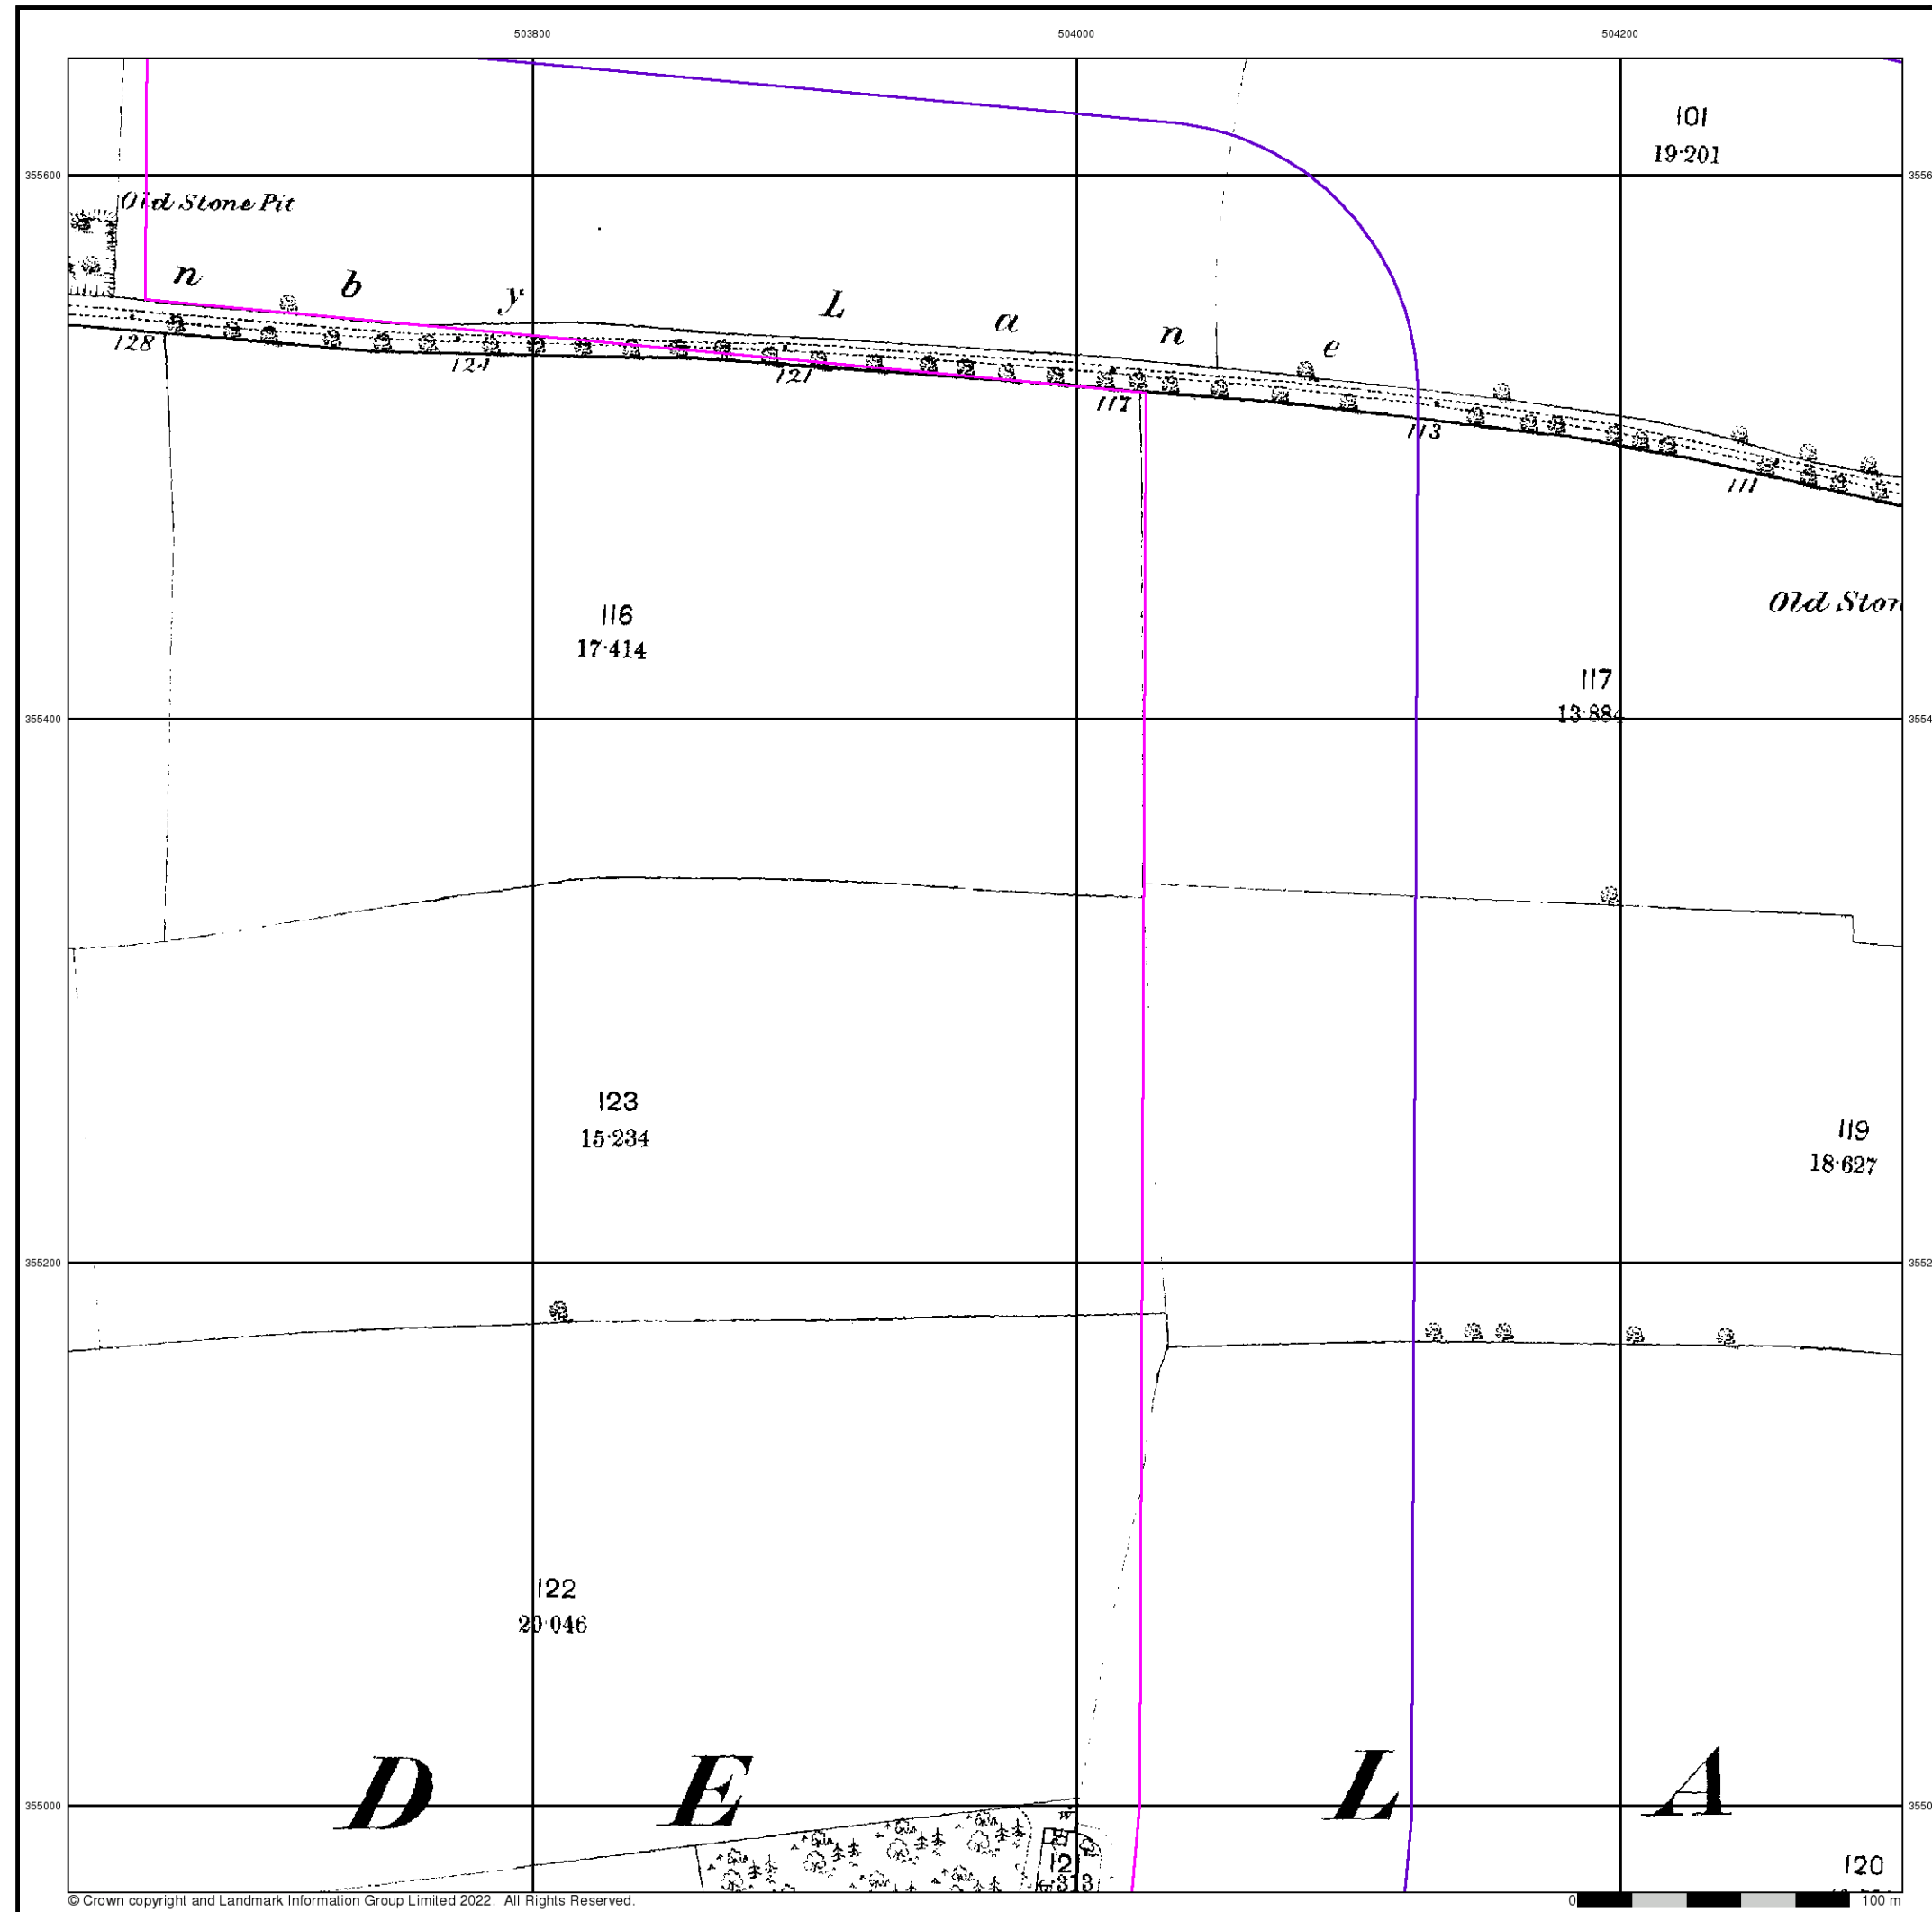 503800 504000 504200
101
19·201
355600
Old Stone Pit
n b y L a n e
128 124 121 117 113 111
Old Ston
116
17·414
117
13·884
355400
123
15·234
119
18·627
355200
122
20·046
D E L A
355000
W
120
·313
© Crown copyright and Landmark Information Group Limited 2022. All Rights Reserved.
0 100 m